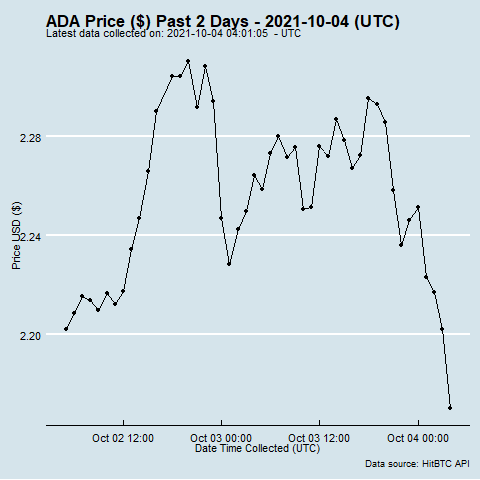 ADA Price ($) Past 2 Days - 2021-10-04 (UTC)
Latest data collected on: 2021-10-04 04:01:05 - UTC
Price USD ($)
2.28
2.24
2.20
Oct 02 12:00
Oct 03 00:00
Oct 03 12:00
Oct 04 00:00
Date Time Collected (UTC)
Data source: HitBTC API